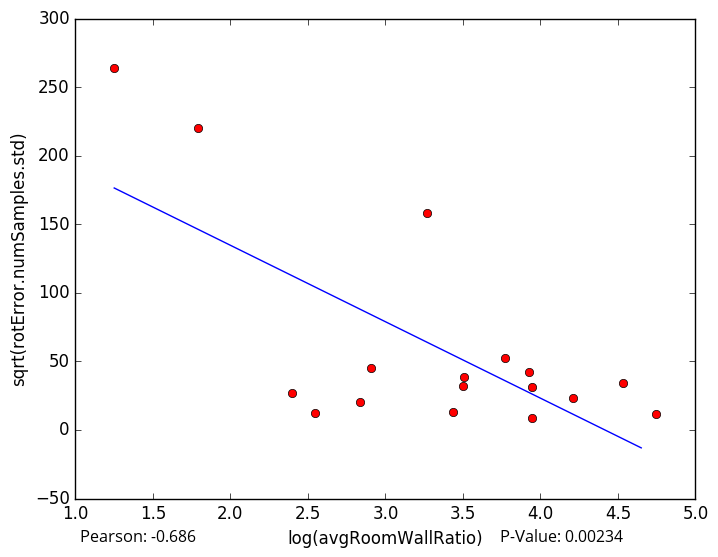 300
250
200
150
100
50
0
−50
sqrt(rotError.numSamples.std)
1.0 1.5 2.0 2.5 3.0 3.5 4.0 4.5 5.0
Pearson: -0.686 log(avgRoomWallRatio) P-Value: 0.00234